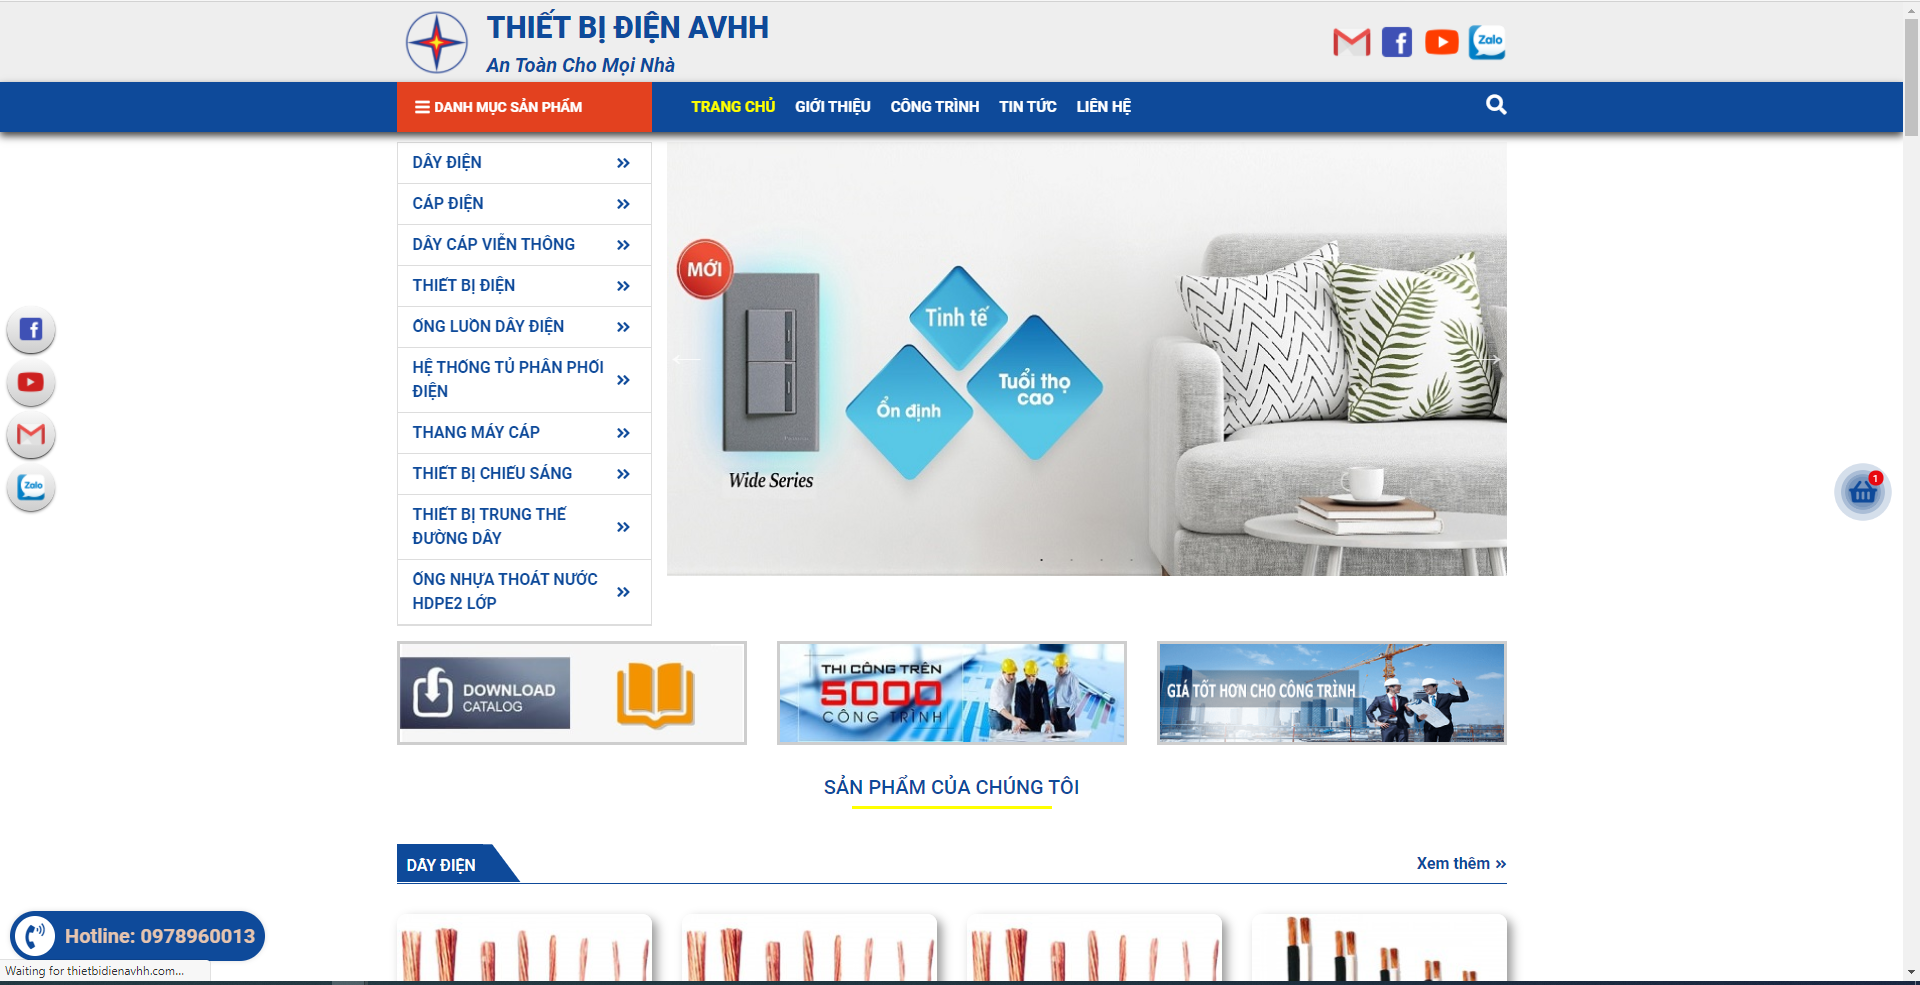 THIẾT BỊ ĐIỆN AVHH
An Toàn Cho Mọi Nhà
Zalo
DANH MỤC SẢN PHẨM
TRANG CHỦ GIỚI THIỆU CÔNG TRÌNH TIN TỨC LIÊN HỆ
DÂY ĐIỆN
CÁP ĐIỆN
DÂY CÁP VIỄN THÔNG
THIẾT BỊ ĐIỆN
ỐNG LUỒN DÂY ĐIỆN
HỆ THỐNG TỦ PHÂN PHỐI
ĐIỆN
THANG MÁY CÁP
THIẾT BỊ CHIẾU SÁNG
THIẾT BỊ TRUNG THẾ
ĐƯỜNG DÂY
ỐNG NHỰA THOÁT NƯỚC
HDPE2 LỚP
MỚI
Tinh tế
Tuổi thọ
cao
Ổn định
Wide Series
Zalo
1
DOWNLOAD
CATALOG
THI CÔNG TRÊN
5000
CÔNG TRÌNH
GIÁ TỐT HƠN CHO CÔNG TRÌNH
SẢN PHẨM CỦA CHÚNG TÔI
DÂY ĐIỆN
Xem thêm
Hotline: 0978960013
Waiting for thietbidienavhh.com...